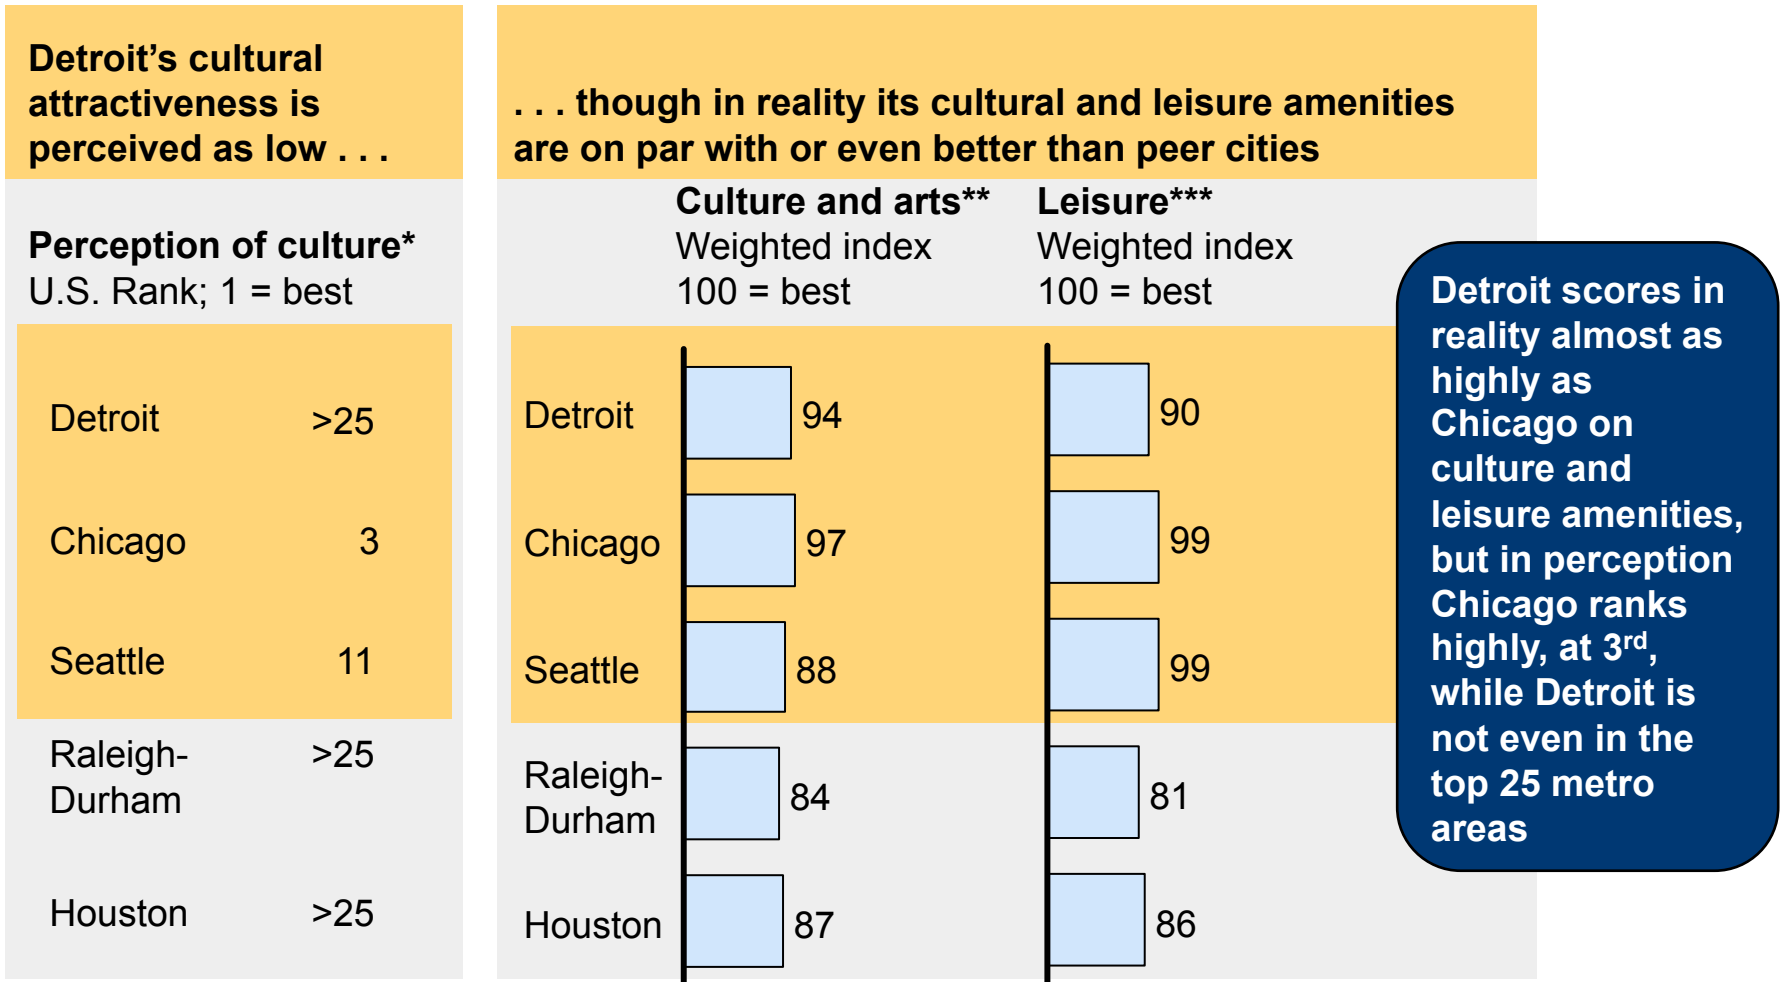 Detroit’s cultural
attractiveness is
perceived as low . . .
. . . though in reality its cultural and leisure amenities
are on par with or even better than peer cities
Perception of culture*
U.S. Rank; 1 = best
Detroit >25
Chicago 3
Seattle 11
Raleigh- >25
Durham
Houston >25
Culture and arts**
Weighted index
100 = best
Leisure***
Weighted index
100 = best
Detroit 94 90
Chicago 97 99
Seattle 88 99
Raleigh-
Durham 84 81
Houston 87 86
Detroit scores in
reality almost as
highly as
Chicago on
culture and
leisure amenities,
but in perception
Chicago ranks
highly, at 3rd,
while Detroit is
not even in the
top 25 metro
areas